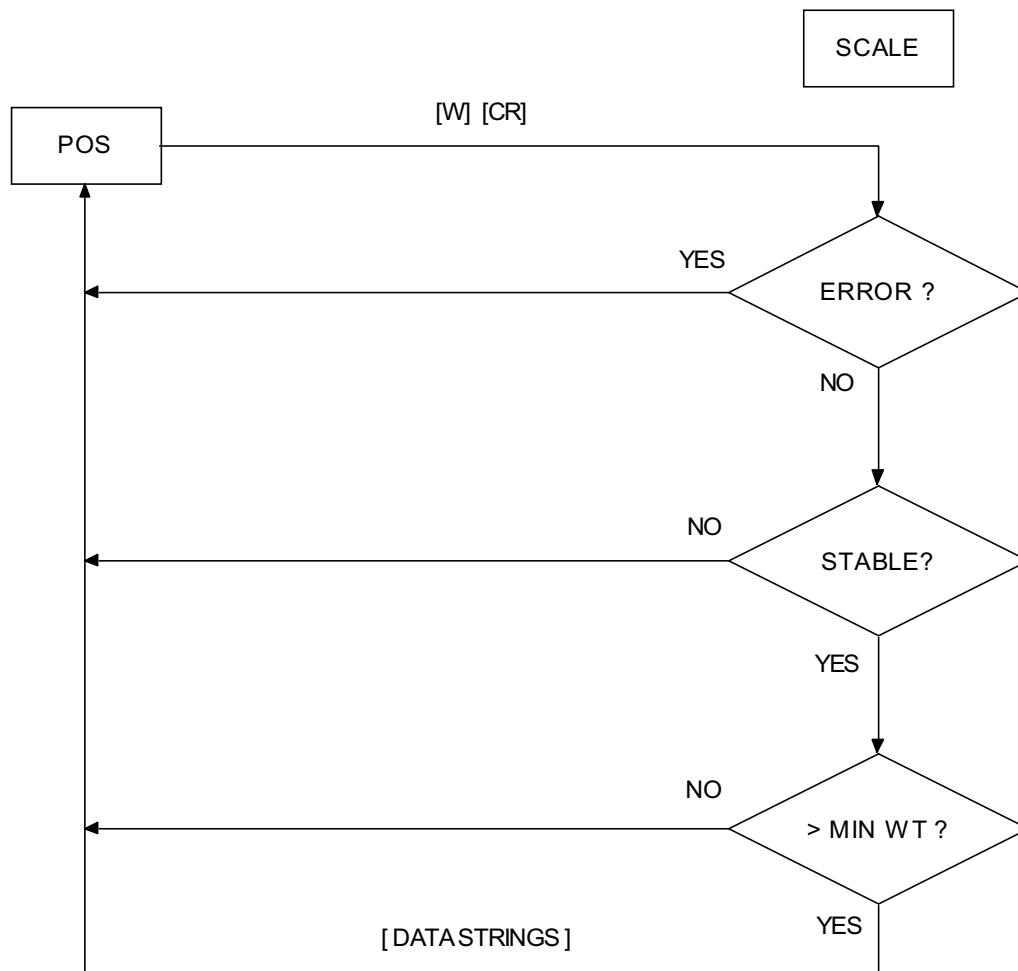 SCALE
[W] [CR]
POS
YES
ERROR ?
NO
NO
STABLE?
YES
NO
> MIN WT ?
YES
[ DATA STRINGS ]